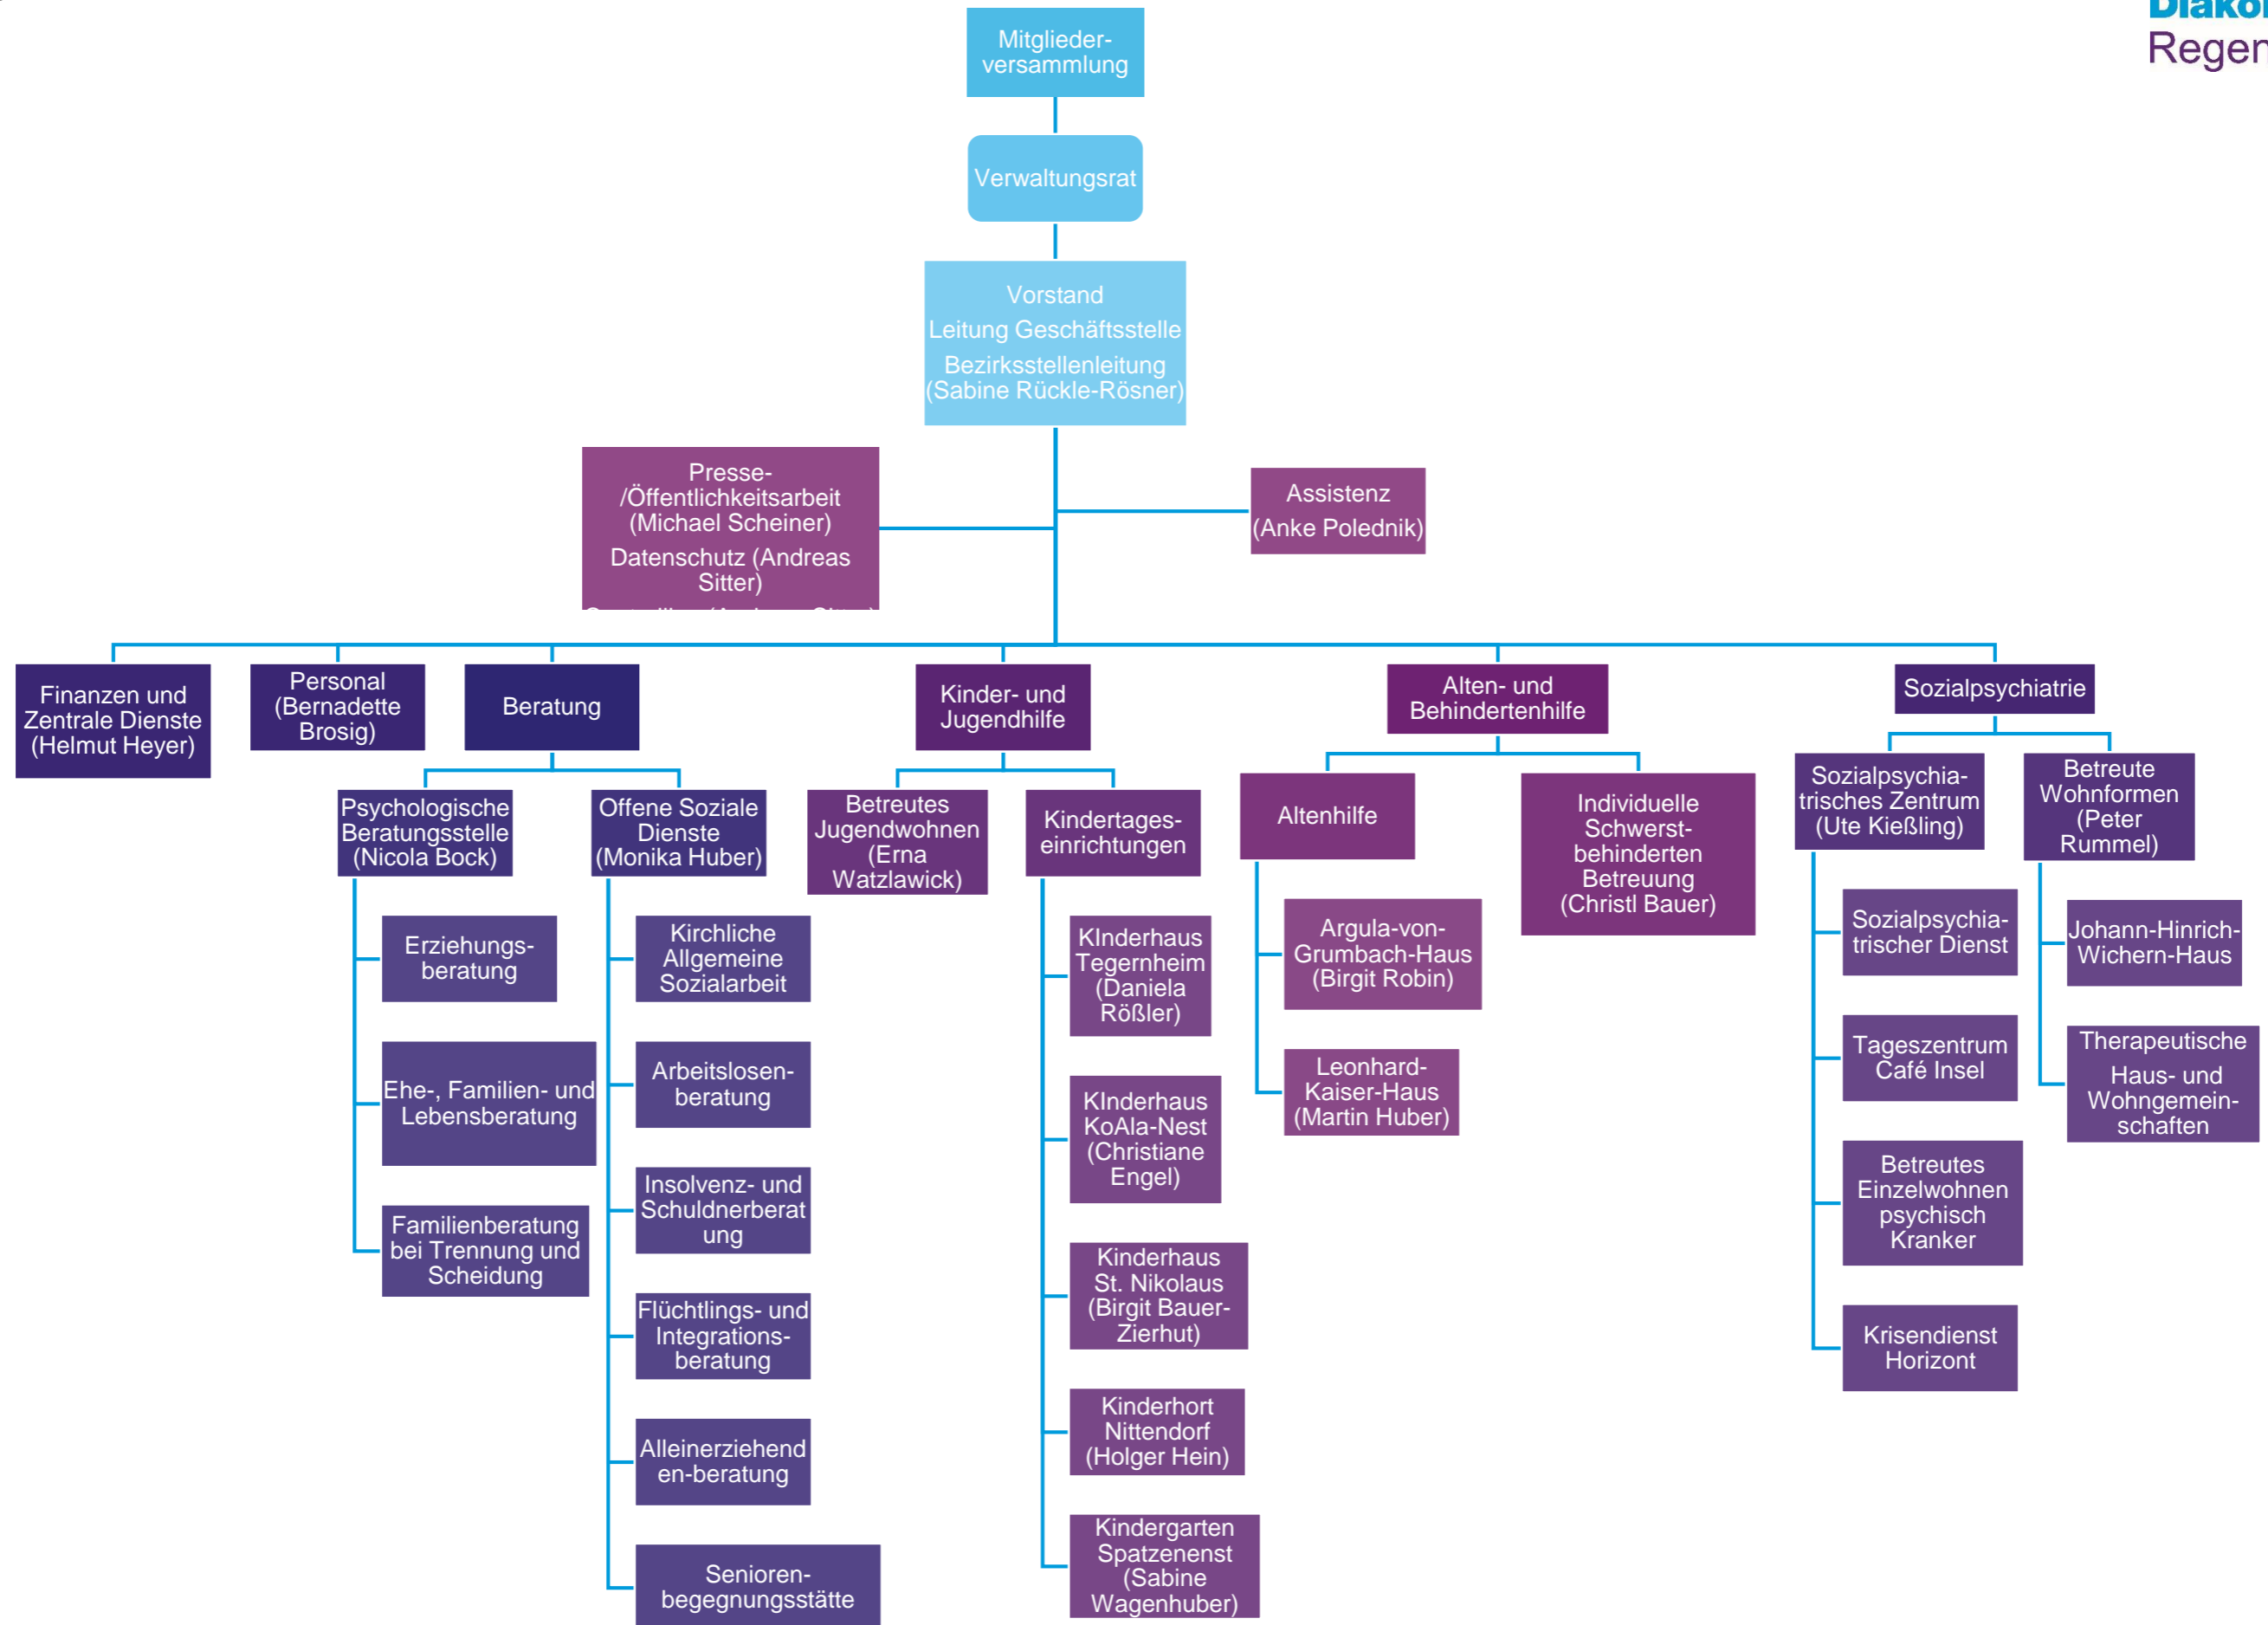 Regen
Mitglieder-
versammlung
Verwaltungsrat
Vorstand
Leitung Geschäftsstelle
Bezirksstellenleitung
(Sabine Rückle-Rösner)
Presse-
/Öffentlichkeitsarbeit
(Michael Scheiner)
Datenschutz (Andreas
Sitter)
Assistenz
(Anke Polednik)
Finanzen und
Zentrale Dienste
(Helmut Heyer)
Personal
(Bernadette
Brosig)
Beratung
Kinder- und
Jugendhilfe
Alten- und
Behindertenhilfe
Sozialpsychiatrie
Psychologische
Beratungsstelle
(Nicola Bock)
Erziehungs-
beratung
Ehe-, Familien- und
Lebensberatung
Familienberatung
bei Trennung und
Scheidung
Offene Soziale
Dienste
(Monika Huber)
Kirchliche
Allgemeine
Sozialarbeit
Arbeitslosen-
beratung
Insolvenz- und
Schuldnerberat
ung
Flüchtlings- und
Integrations-
beratung
Alleinerziehend
en-beratung
Senioren-
begegnungsstätte
Betreutes
Jugendwohnen
(Erna
Watzlawick)
Kindertages-
einrichtungen
KInderhaus
Tegernheim
(Daniela
Rößler)
KInderhaus
KoAla-Nest
(Christiane
Engel)
Kinderhaus
St. Nikolaus
(Birgit Bauer-
Zierhut)
Kinderhort
Nittendorf
(Holger Hein)
Kindergarten
Spatzenenst
(Sabine
Wagenhuber)
Altenhilfe
Argula-von-
Grumbach-Haus
(Birgit Robin)
Leonhard-
Kaiser-Haus
(Martin Huber)
Individuelle
Schwerst-
behinderten
Betreuung
(Christl Bauer)
Sozialpsychia-
trisches Zentrum
(Ute Kießling)
Sozialpsychia-
trischer Dienst
Tageszentrum
Café Insel
Betreutes
Einzelwohnen
psychisch
Kranker
Krisendienst
Horizont
Betreute
Wohnformen
(Peter
Rummel)
Johann-Hinrich-
Wichern-Haus
Therapeutische
Haus- und
Wohngemein-
schaften